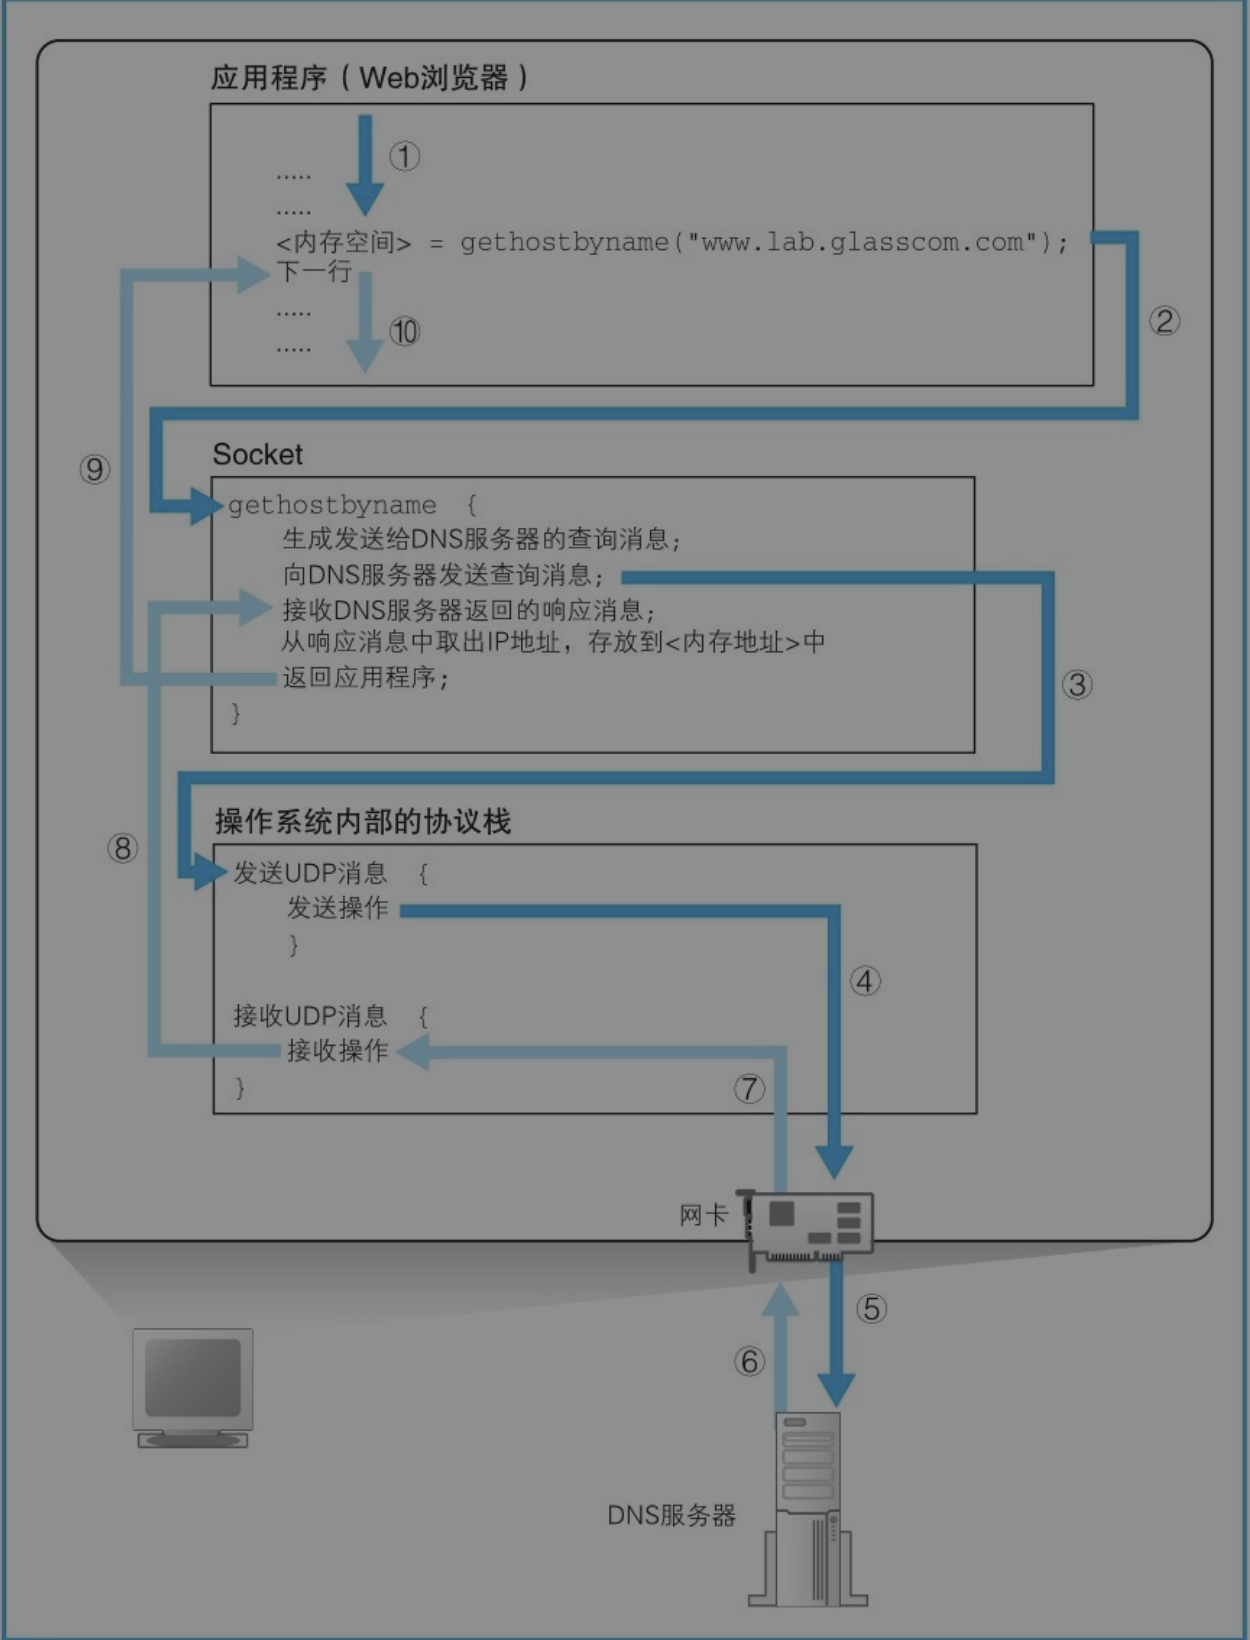 应用程序（Web浏览器）
①
.....
.....
<内存空间> = gethostbyname("www.lab.glasscom.com");
下一行
②
.....
⑩
.....
Socket
⑨
gethostbyname {
生成发送给DNS服务器的查询消息;
向DNS服务器发送查询消息;
接收DNS服务器返回的响应消息;
从响应消息中取出IP地址，存放到<内存地址>中
返回应用程序;
③
}
操作系统内部的协议栈
⑧
发送UDP消息 {
发送操作
}
④
接收UDP消息 {
接收操作
⑦
}
网卡
⑤
⑥
DNS服务器